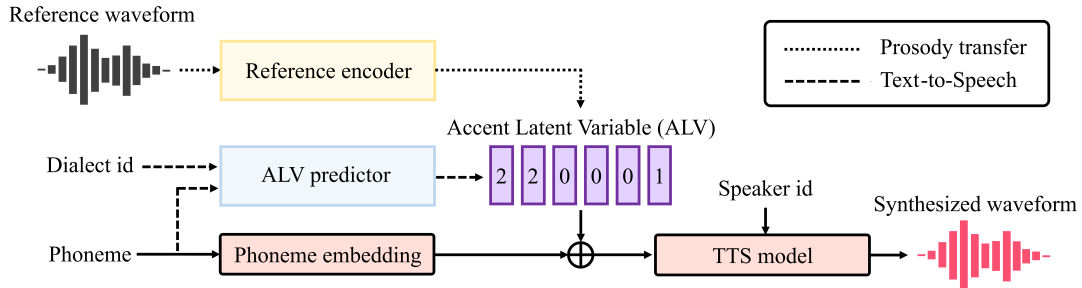 Reference waveform
Reference encoder
Prosody transfer
Text-to-Speech
Accent Latent Variable (ALV)
Dialect id
ALV predictor
2 2 0 0 0 1
Speaker id
Synthesized waveform
Phoneme
Phoneme embedding
TTS model